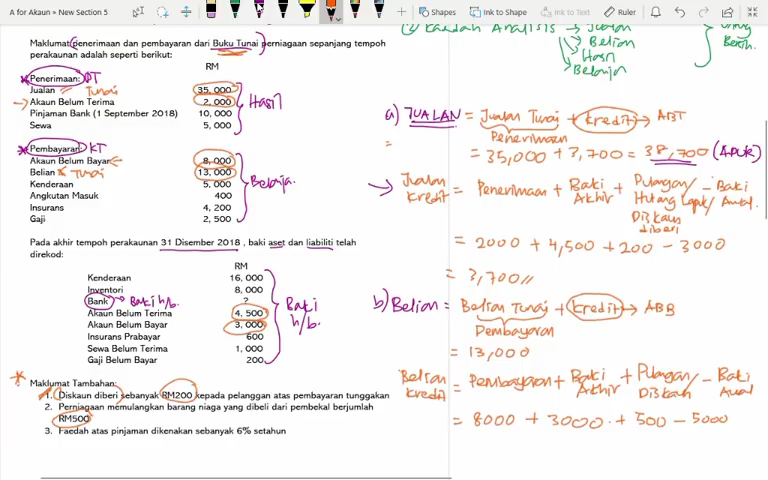 A for Akaun » New Section 5
Shapes
Ink to Shape
Ink to Text
Ruler
Maklumat penerimaan dan pembayaran dari Buku Tunai perniagaan sepanjang tempoh
perakaunan adalah seperti berikut:
RM
Penerimaan: DT
Jualan Tunai 35, 000
Akaun Belum Terima 2, 000
Pinjaman Bank (1 September 2018) 10, 000
Sewa 5, 000
Hasil
Pembayaran: KT
Akaun Belum Bayar 8, 000
Belian Tunai 13, 000
Kenderaan 5, 000
Angkutan Masuk 400
Insurans 4, 200
Gaji 2, 500
Belanja
Pada akhir tempoh perakaunan 31 Disember 2018 , baki aset dan liabiliti telah
direkod:
RM
Kenderaan 16, 000
Inventori 8, 000
Bank Baki h/b. ?
Akaun Belum Terima 4, 500
Akaun Belum Bayar 3, 000
Insurans Prabayar 600
Sewa Belum Terima 1, 000
Gaji Belum Bayar 200
Baki
h/b.
Maklumat Tambahan:
1. Diskaun diberi sebanyak RM200 kepada pelanggan atas pembayaran tunggakan
2. Perniagaan memulangkan barang niaga yang dibeli dari pembekal berjumlah
RM500
3. Faedah atas pinjaman dikenakan sebanyak 6% setahun
Kaedah Analisis → Jualan
Belian
Hasil
Belanja
a) JUALAN = Jualan Tunai + Kredit → ABT
Penerimaan
=
= 35,000 + 3,700 = 38,700
Jualan
Kredit = Penerimaan + Baki Akhir + Pulangan/ Hutang Lapuk/ Diskaun diberi - Baki Awal
= 2000 + 4,500 + 200 - 3000
= 3,700 //
b) Belian = Belian Tunai + Kredit → ABB
Pembayaran
= 13,000
Belian
Kredit = Pembayaran + Baki Akhir + Pulangan/ Diskaun - Baki Awal
= 8000 + 3000 + 500 - 5000